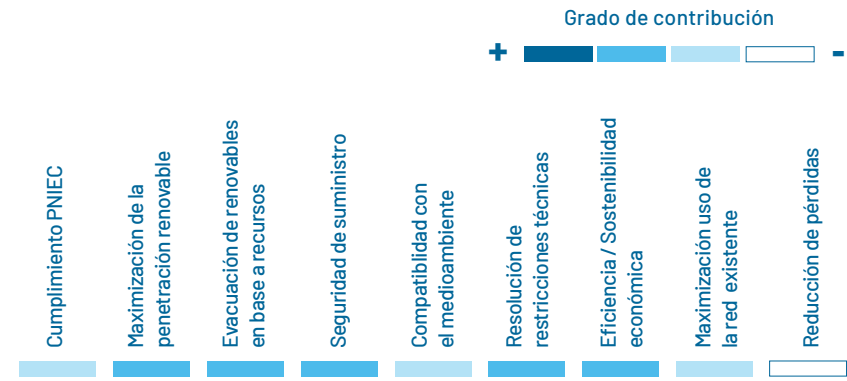 Grado de contribución
+ -
Cumplimiento PNIEC
Maximización de la
penetración renovable
Evacuación de renovables
en base a recursos
Seguridad de suministro
Compatiblidad con
el medioambiente
Resolución de
restricciones técnicas
Eficiencia / Sostenibilidad
económica
Maximización uso de
la red existente
Reducción de pérdidas